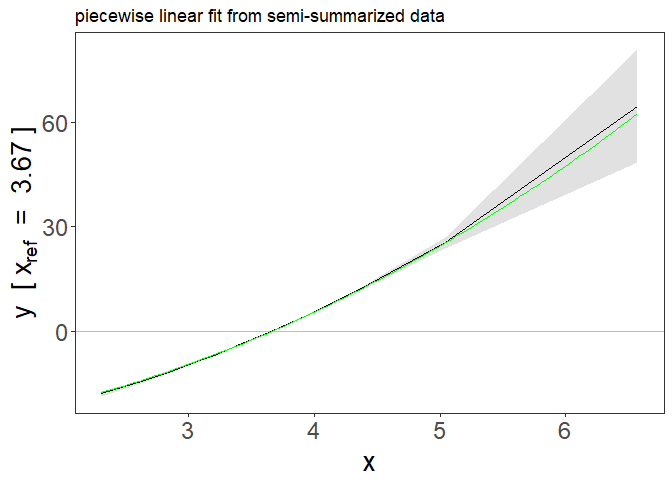 piecewise linear fit from semi-summarized data
y [ xref = 3.67 ]
60
30
0
3 4 5 6
x